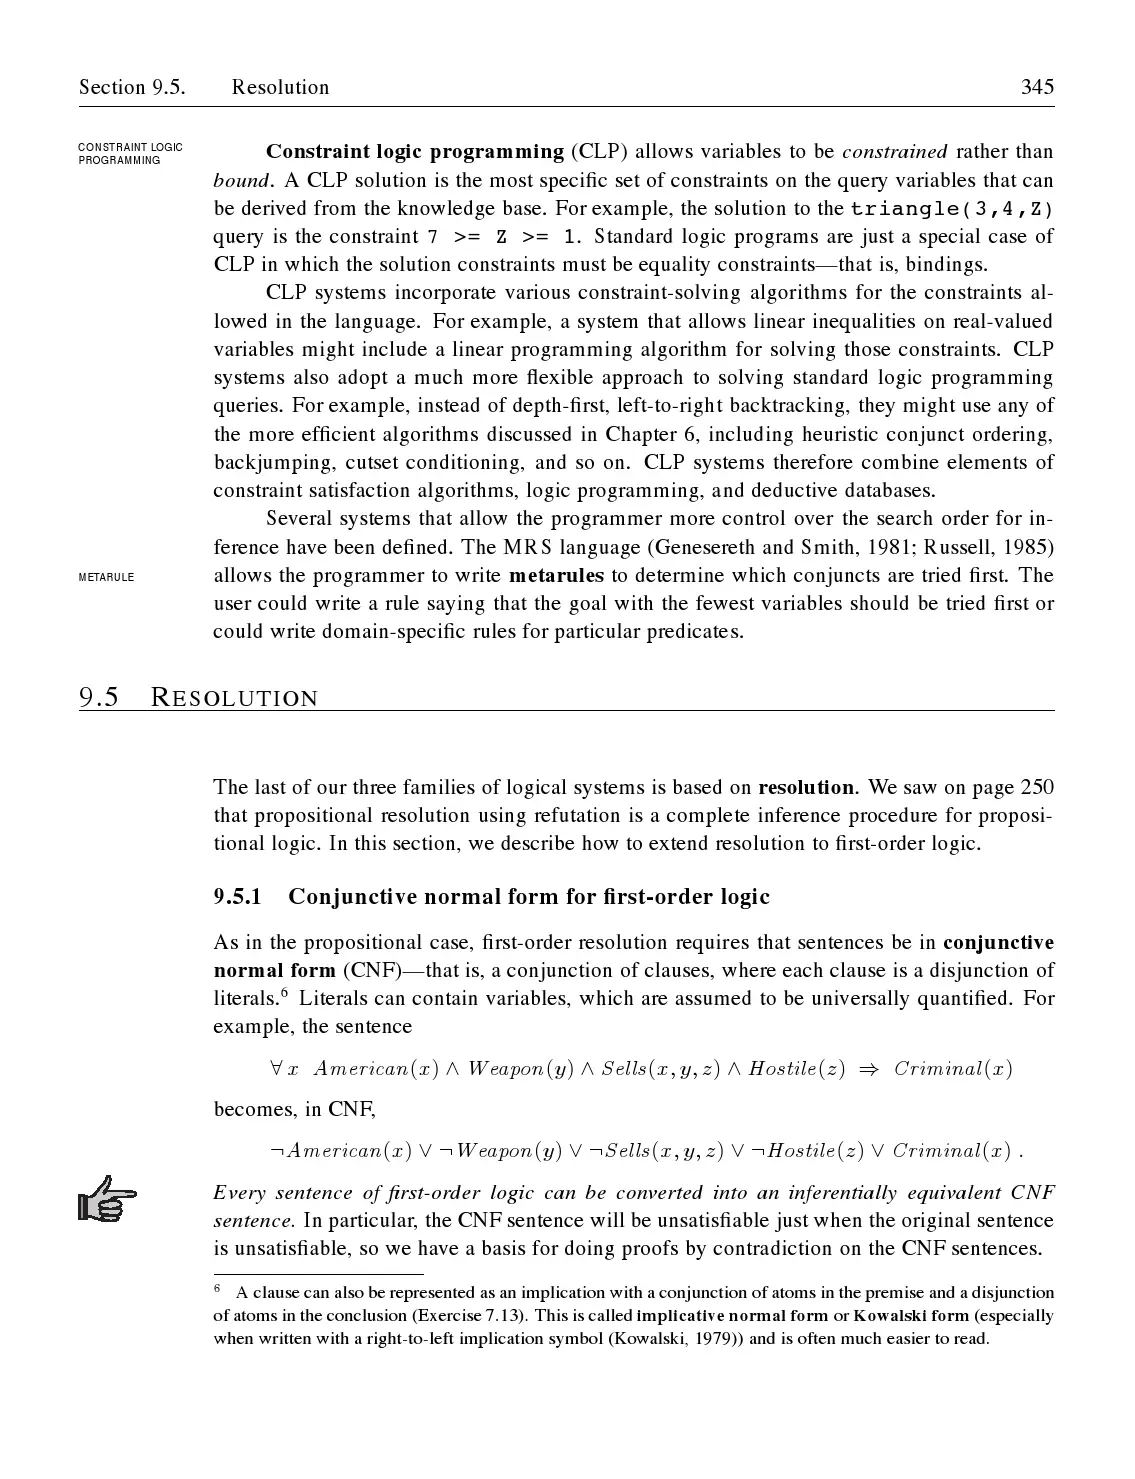 Section 9.5. Resolution 345
CONSTRAINT LOGIC
PROGRAMMING
Constraint logic programming (CLP) allows variables to be constrained rather than
bound. A CLP solution is the most specific set of constraints on the query variables that can
be derived from the knowledge base. For example, the solution to the triangle(3,4,Z)
query is the constraint 7 >= Z >= 1. Standard logic programs are just a special case of
CLP in which the solution constraints must be equality constraints—that is, bindings.
CLP systems incorporate various constraint-solving algorithms for the constraints al-
lowed in the language. For example, a system that allows linear inequalities on real-valued
variables might include a linear programming algorithm for solving those constraints. CLP
systems also adopt a much more flexible approach to solving standard logic programming
queries. For example, instead of depth-first, left-to-right backtracking, they might use any of
the more efficient algorithms discussed in Chapter 6, including heuristic conjunct ordering,
backjumping, cutset conditioning, and so on. CLP systems therefore combine elements of
constraint satisfaction algorithms, logic programming, and deductive databases.
Several systems that allow the programmer more control over the search order for in-
ference have been defined. The MRS language (Genesereth and Smith, 1981; Russell, 1985)
METARULE
allows the programmer to write metarules to determine which conjuncts are tried first. The
user could write a rule saying that the goal with the fewest variables should be tried first or
could write domain-specific rules for particular predicates.
9.5 RESOLUTION
The last of our three families of logical systems is based on resolution. We saw on page 250
that propositional resolution using refutation is a complete inference procedure for proposi-
tional logic. In this section, we describe how to extend resolution to first-order logic.
9.5.1 Conjunctive normal form for first-order logic
As in the propositional case, first-order resolution requires that sentences be in conjunctive
normal form (CNF)—that is, a conjunction of clauses, where each clause is a disjunction of
literals.⁶ Literals can contain variables, which are assumed to be universally quantified. For
example, the sentence
∀ x American(x) ∧ Weapon(y) ∧ Sells(x, y, z) ∧ Hostile(z) ⇒ Criminal(x)
becomes, in CNF,
¬American(x) ∨ ¬Weapon(y) ∨ ¬Sells(x, y, z) ∨ ¬Hostile(z) ∨ Criminal(x) .
Every sentence of first-order logic can be converted into an inferentially equivalent CNF
sentence. In particular, the CNF sentence will be unsatisfiable just when the original sentence
is unsatisfiable, so we have a basis for doing proofs by contradiction on the CNF sentences.
⁶ A clause can also be represented as an implication with a conjunction of atoms in the premise and a disjunction
of atoms in the conclusion (Exercise 7.13). This is called implicative normal form or Kowalski form (especially
when written with a right-to-left implication symbol (Kowalski, 1979)) and is often much easier to read.